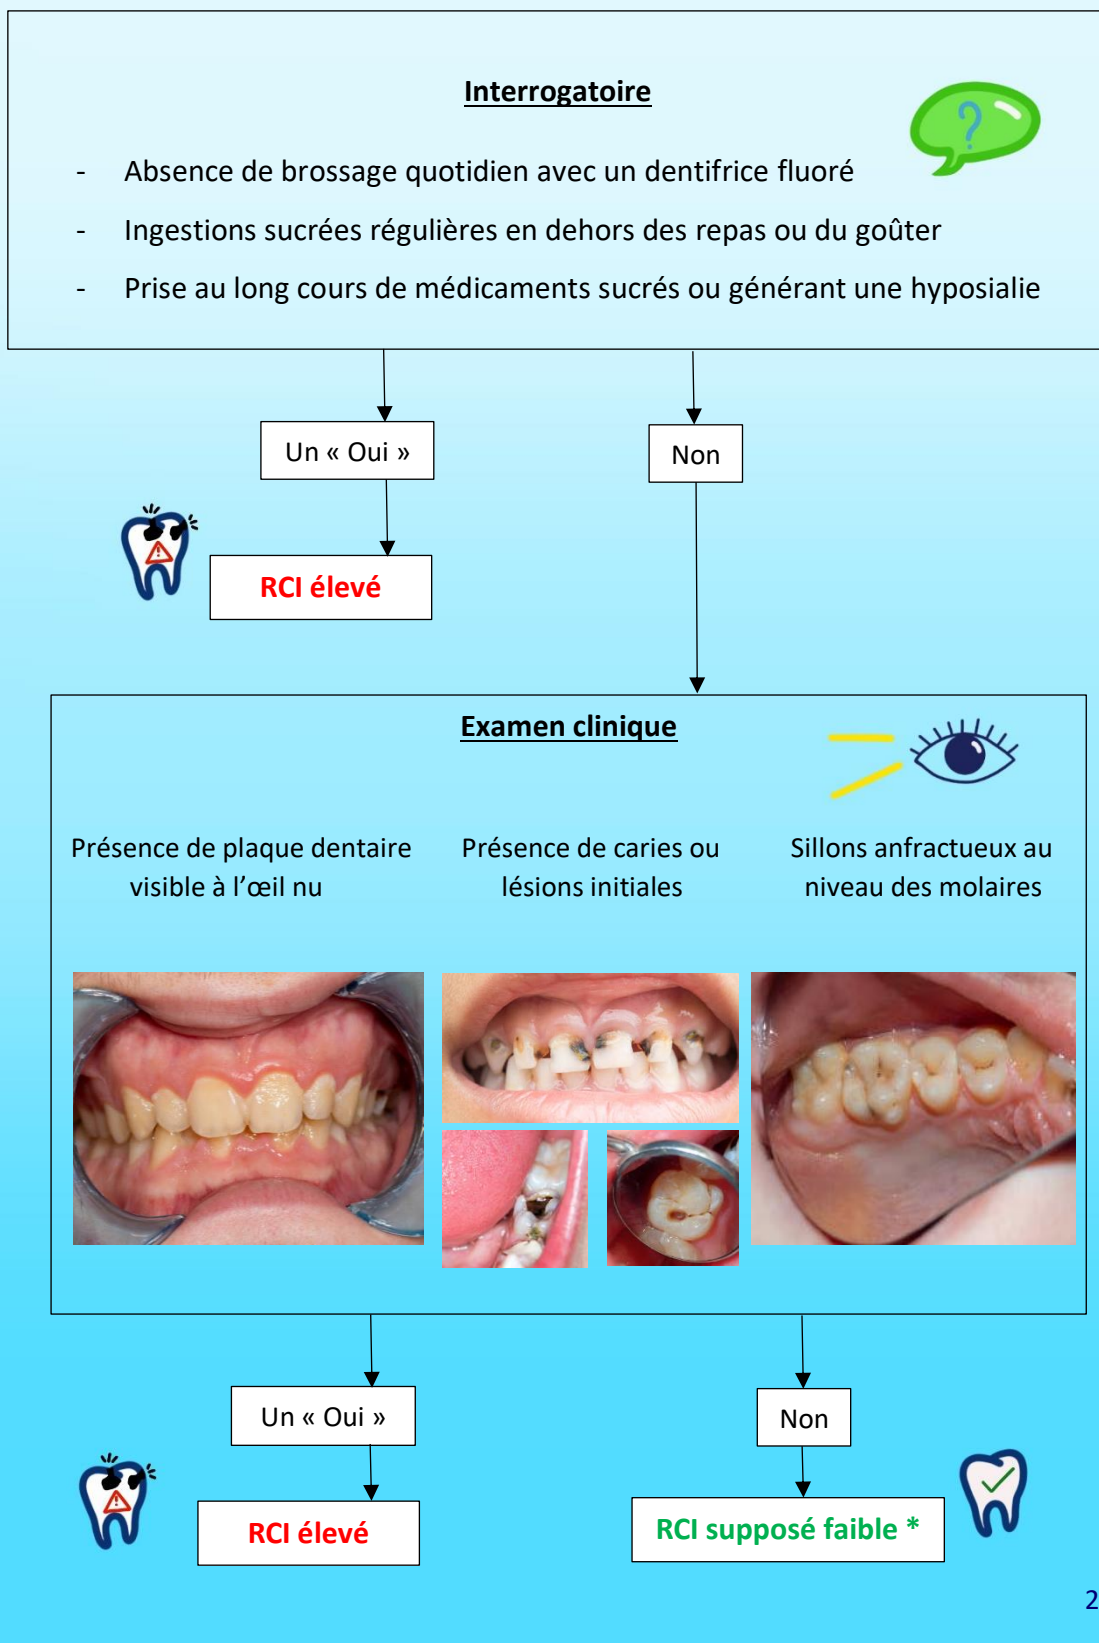 Interrogatoire
?
- Absence de brossage quotidien avec un dentifrice fluoré
- Ingestions sucrées régulières en dehors des repas ou du goûter
- Prise au long cours de médicaments sucrés ou générant une hyposialie
Un « Oui »
Non
RCI élevé
Examen clinique
Présence de plaque dentaire
visible à l’œil nu
Présence de caries ou
lésions initiales
Sillons anfractueux au
niveau des molaires
Un « Oui »
Non
RCI élevé
RCI supposé faible *
2